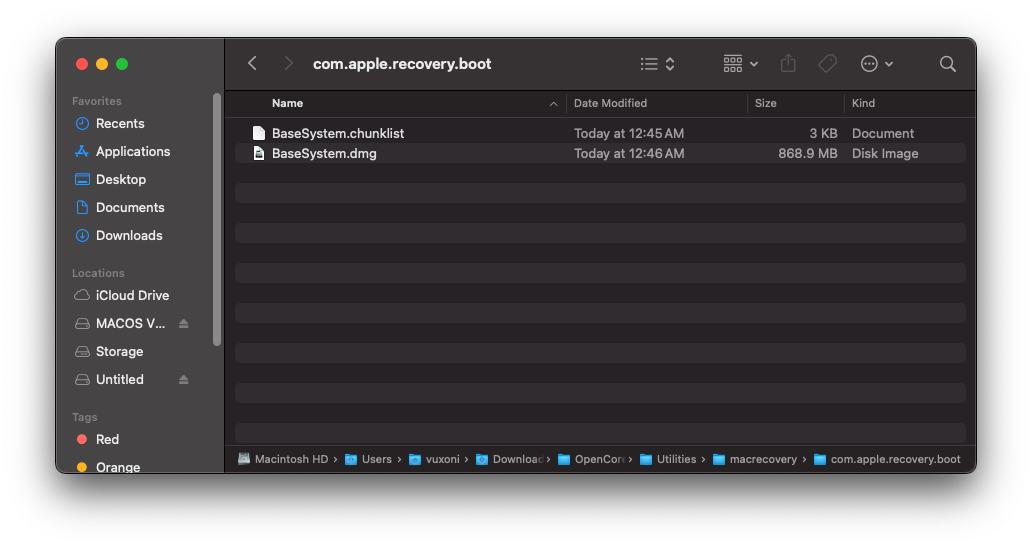 com.apple.recovery.boot
Favorites
Recents
Applications
Desktop
Documents
Downloads
Locations
iCloud Drive
MACOS V...
Storage
Untitled
Tags
Red
Orange
Name Date Modified Size Kind
BaseSystem.chunklist Today at 12:45 AM 3 KB Document
BaseSystem.dmg Today at 12:46 AM 868.9 MB Disk Image
Macintosh HD › Users › vuxoni › Download › OpenCore › Utilities › macrecovery › com.apple.recovery.boot